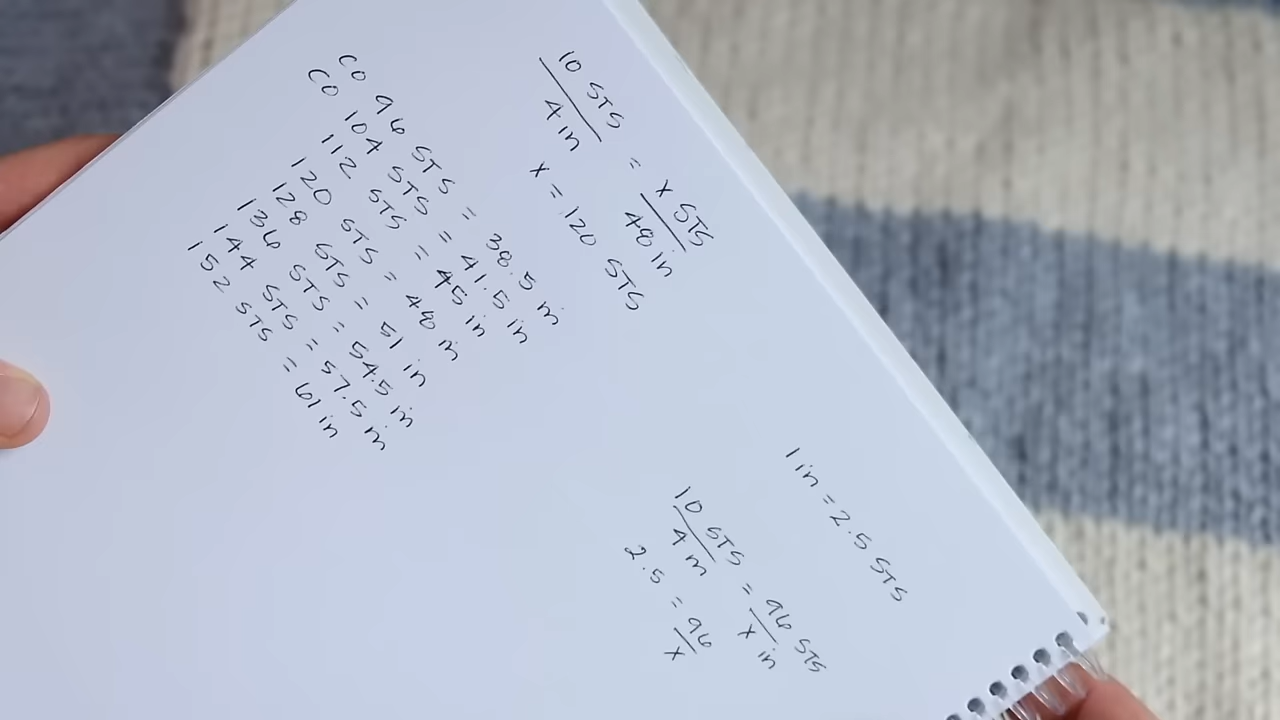 CO 96 STS = 38.5 in
CO 104 STS = 41.5 in
112 STS = 45 in
120 STS = 48 in
128 STS = 51 in
136 STS = 54.5 in
144 STS = 57.5 in
152 STS = 61 in
10 STS = x STS
4 in 48 in
x = 120 STS
1 in = 2.5 STS
10 STS = 96 STS
4 in x in
2.5 = 96
x